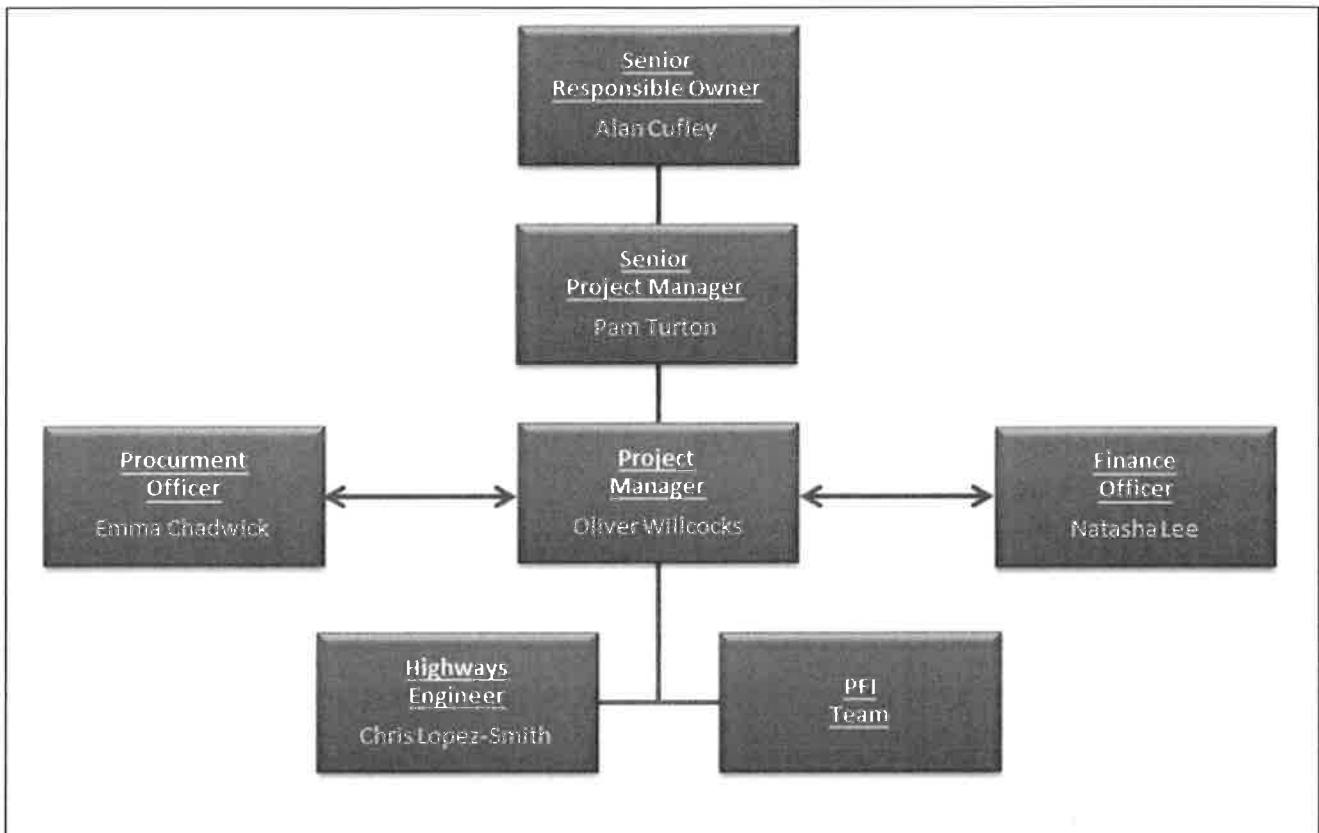 Senior
Responsible Owner
Alan Cufley
Senior
Project Manager
Pam Turton
Procurment
Officer
Emma Chadwick
Project
Manager
Oliver Willcocks
Finance
Officer
Natasha Lee
Highways
Engineer
Chris Lopez-Smith
PFI
Team